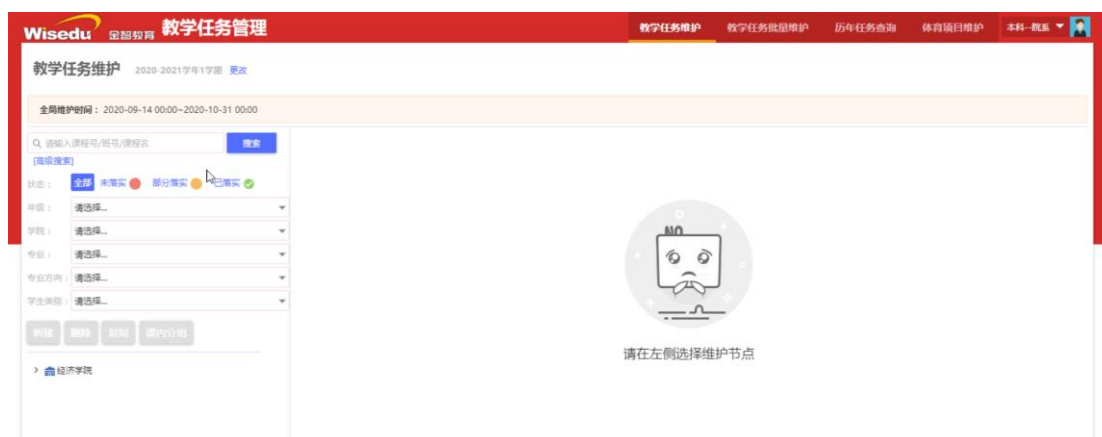 Wisedu 金智教育 教学任务管理 教学任务维护 教学任务批量维护 历年任务查询 体育项目维护 本科--院系
教学任务维护 2020-2021学年1学期 更改
全局维护时间： 2020-09-14 00:00~2020-10-31 00:00
请输入课程号/班号/课程名 搜索
[高级搜索]
状态： 全部 未落实 部分落实 已落实
年级： 请选择...
学院： 请选择...
专业： 请选择...
专业方向： 请选择...
学生类别： 请选择...
新建 删除 复制 课内分组
NO
请在左侧选择维护节点
经济学院